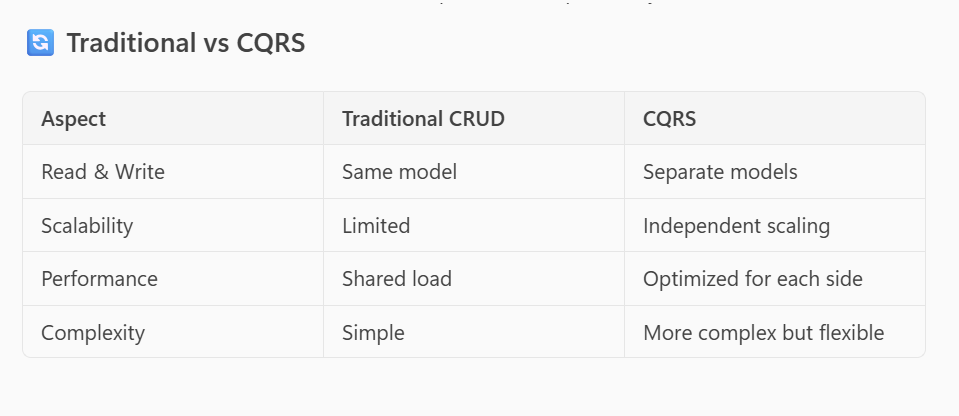 Traditional vs CQRS
Aspect Traditional CRUD CQRS
Read & Write Same model Separate models
Scalability Limited Independent scaling
Performance Shared load Optimized for each side
Complexity Simple More complex but flexible